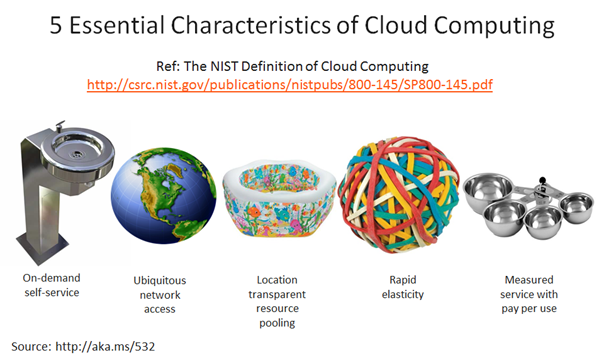 5 Essential Characteristics of Cloud Computing
Ref: The NIST Definition of Cloud Computing
http://csrc.nist.gov/publications/nistpubs/800-145/SP800-145.pdf
On-demand
self-service
Ubiquitous
network
access
Location
transparent
resource
pooling
Rapid
elasticity
Measured
service with
pay per use
Source: http://aka.ms/532